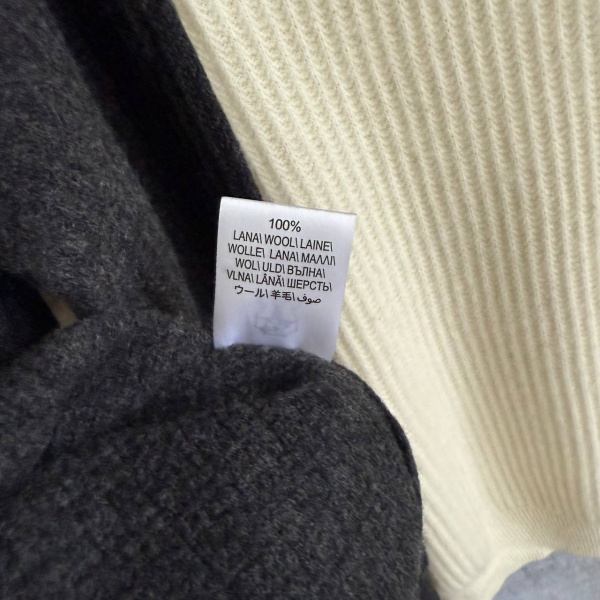 100%
LANA\ WOOL\ LAINE\
WOLLE\ LANA\ ΜΑΛΛΙ\
WOL\ ULD\ ВЪЛНА\
VLNA\ LÂNĂ\ ШЕРСТЬ\
ウール\ 羊毛\ صوف